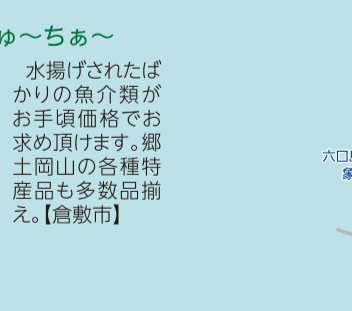 ゅ～ちぁ～
水揚げされたば
かりの魚介類が
お手頃価格でお
求め頂けます。郷
土岡山の各種特
産品も多数品揃
え。【倉敷市】
六口島
象